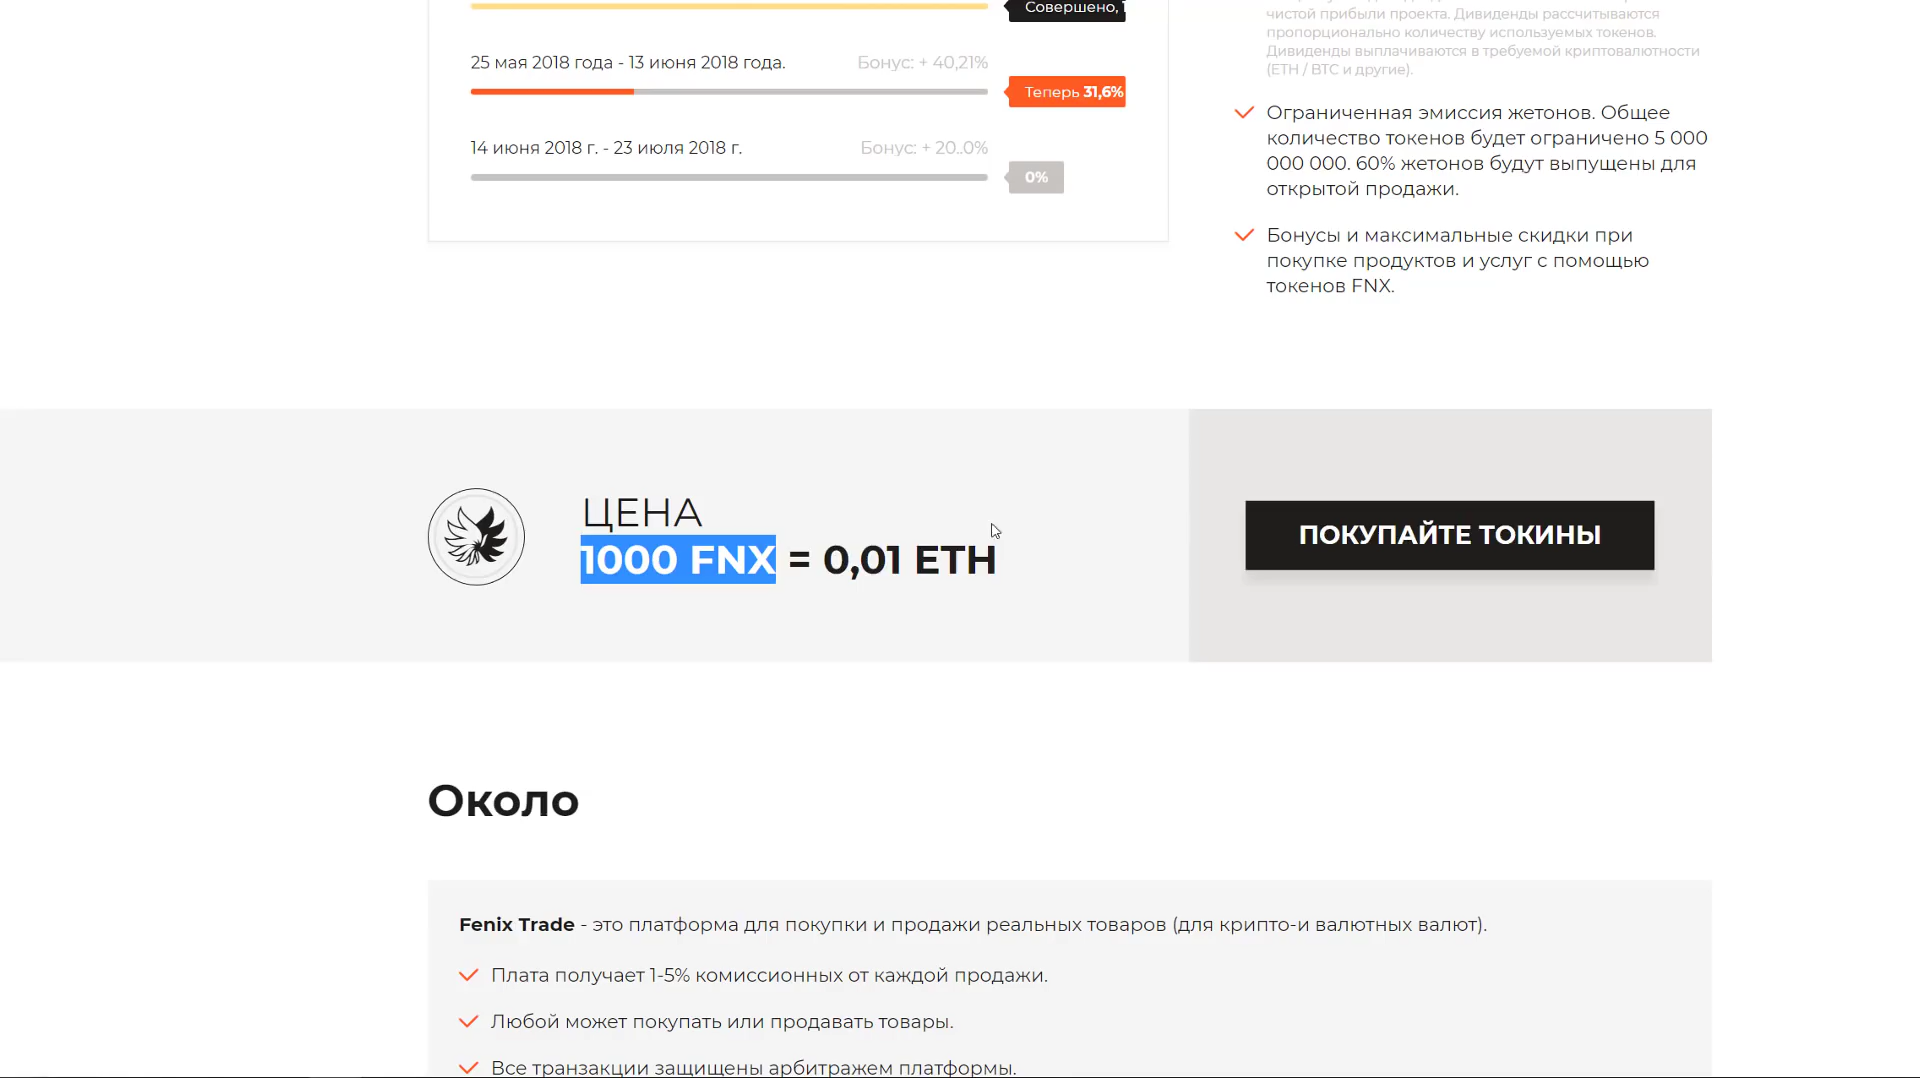 Совершено,
25 мая 2018 года - 13 июня 2018 года.
Бонус: + 40,21%
Теперь 31,6%
14 июня 2018 г. - 23 июля 2018 г.
Бонус: + 20..0%
0%
чистой прибыли проекта. Дивиденды рассчитываются
пропорционально количеству используемых токенов.
Дивиденды выплачиваются в требуемой криптовалютности
(ETH / BTC и другие).
Ограниченная эмиссия жетонов. Общее
количество токенов будет ограничено 5 000
000 000. 60% жетонов будут выпущены для
открытой продажи.
Бонусы и максимальные скидки при
покупке продуктов и услуг с помощью
токенов FNX.
ЦЕНА
1000 FNX = 0,01 ETH
ПОКУПАЙТЕ ТОКИНЫ
Около
Fenix Trade - это платформа для покупки и продажи реальных товаров (для крипто-и валютных валют).
Плата получает 1-5% комиссионных от каждой продажи.
Любой может покупать или продавать товары.
Все транзакции защищены арбитражем платформы.